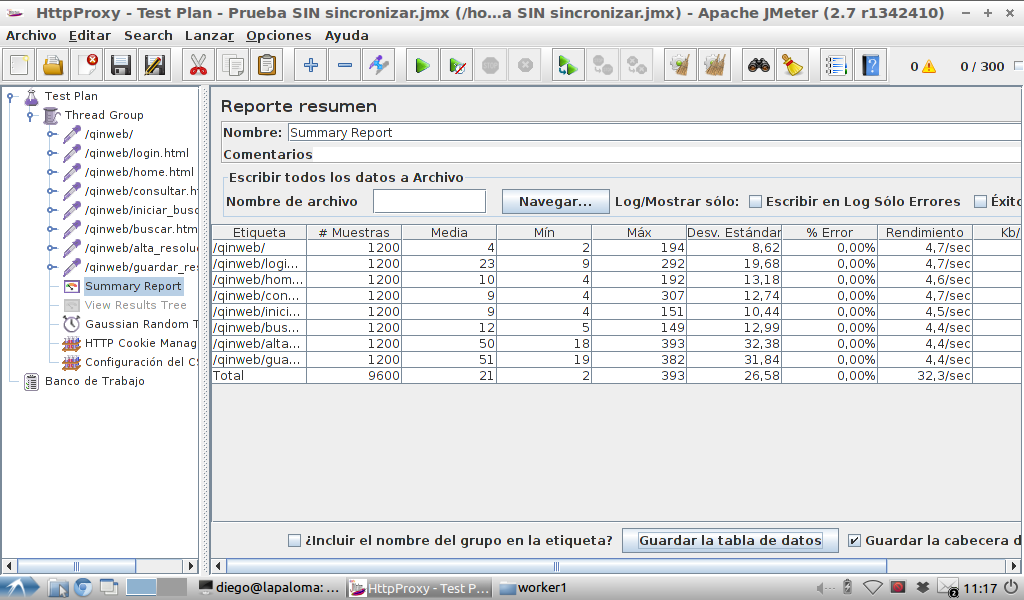 HttpProxy - Test Plan - Prueba SIN sincronizar.jmx (/ho...a SIN sincronizar.jmx) - Apache JMeter (2.7 r1342410)
Archivo Editar Search Lanzar Opciones Ayuda
0 0 / 300
Test Plan
Thread Group
/qinweb/
/qinweb/login.html
/qinweb/home.html
/qinweb/consultar.h
/qinweb/iniciar_busc
/qinweb/buscar.htm
/qinweb/alta_resolu
/qinweb/guardar_re
Summary Report
View Results Tree
Gaussian Random T
HTTP Cookie Manag
Configuración del C
Banco de Trabajo
Reporte resumen
Nombre: Summary Report
Comentarios
Escribir todos los datos a Archivo
Nombre de archivo Navegar... Log/Mostrar sólo: Escribir en Log Sólo Errores Éxito
Etiqueta # Muestras Media Mín Máx Desv. Estándar % Error Rendimiento Kb/
/qinweb/ 1200 4 2 194 8,62 0,00% 4,7/sec
/qinweb/logi... 1200 23 9 292 19,68 0,00% 4,7/sec
/qinweb/hom... 1200 10 4 192 13,18 0,00% 4,6/sec
/qinweb/con... 1200 9 4 307 12,74 0,00% 4,7/sec
/qinweb/inici... 1200 9 4 151 10,44 0,00% 4,5/sec
/qinweb/bus... 1200 12 5 149 12,99 0,00% 4,4/sec
/qinweb/alta... 1200 50 18 393 32,38 0,00% 4,4/sec
/qinweb/gua... 1200 51 19 382 31,84 0,00% 4,4/sec
Total 9600 21 2 393 26,58 0,00% 32,3/sec
¿Incluir el nombre del grupo en la etiqueta? Guardar la tabla de datos Guardar la cabecera d
diego@lapaloma: ... HttpProxy - Test P... worker1 2 11:17